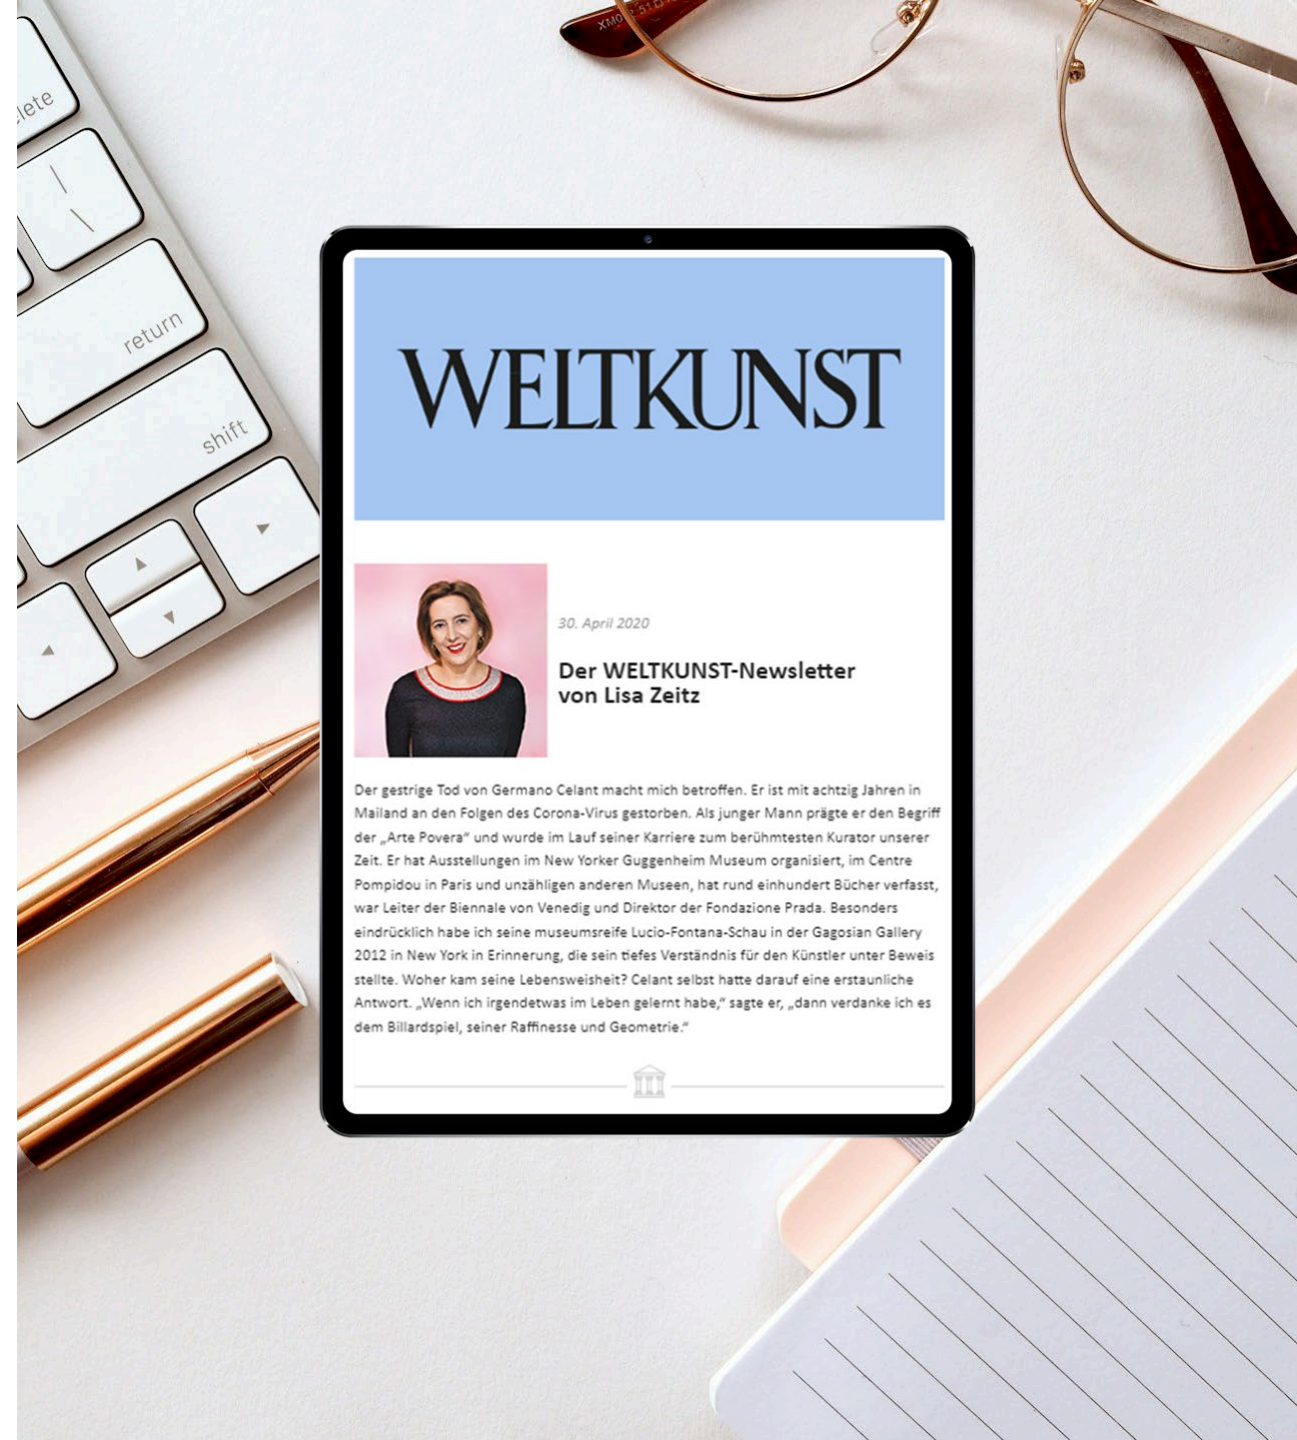 lete
return
shift
WELTKUNST
30. April 2020
Der WELTKUNST-Newsletter
von Lisa Zeitz
Der gestrige Tod von Germano Celant macht mich betroffen. Er ist mit achtzig Jahren in
Mailand an den Folgen des Corona-Virus gestorben. Als junger Mann prägte er den Begriff
der „Arte Povera“ und wurde im Lauf seiner Karriere zum berühmtesten Kurator unserer
Zeit. Er hat Ausstellungen im New Yorker Guggenheim Museum organisiert, im Centre
Pompidou in Paris und unzähligen anderen Museen, hat rund einhundert Bücher verfasst,
war Leiter der Biennale von Venedig und Direktor der Fondazione Prada. Besonders
eindrücklich habe ich seine museumsreife Lucio-Fontana-Schau in der Gagosian Gallery
2012 in New York in Erinnerung, die sein tiefes Verständnis für den Künstler unter Beweis
stellte. Woher kam seine Lebensweisheit? Celant selbst hatte darauf eine erstaunliche
Antwort. „Wenn ich irgendetwas im Leben gelernt habe,“ sagte er, „dann verdanke ich es
dem Billardspiel, seiner Raffinesse und Geometrie.“